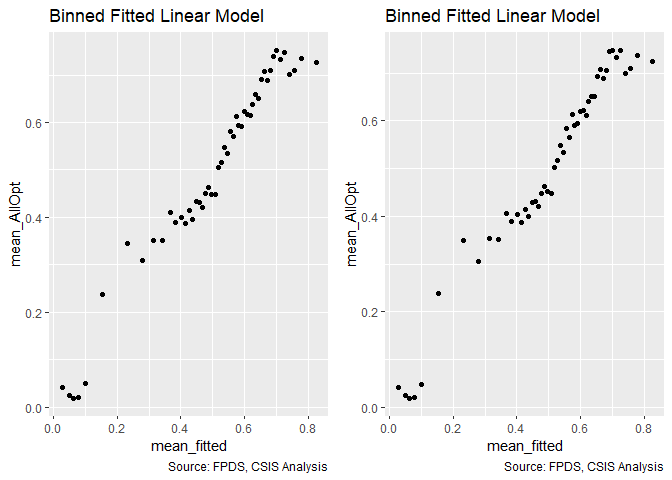 Binned Fitted Linear Model
mean_AllOpt
0.6
0.4
0.2
0.0
0.0 0.2 0.4 0.6 0.8
mean_fitted
Source: FPDS, CSIS Analysis
Binned Fitted Linear Model
mean_AllOpt
0.6
0.4
0.2
0.0
0.0 0.2 0.4 0.6 0.8
mean_fitted
Source: FPDS, CSIS Analysis